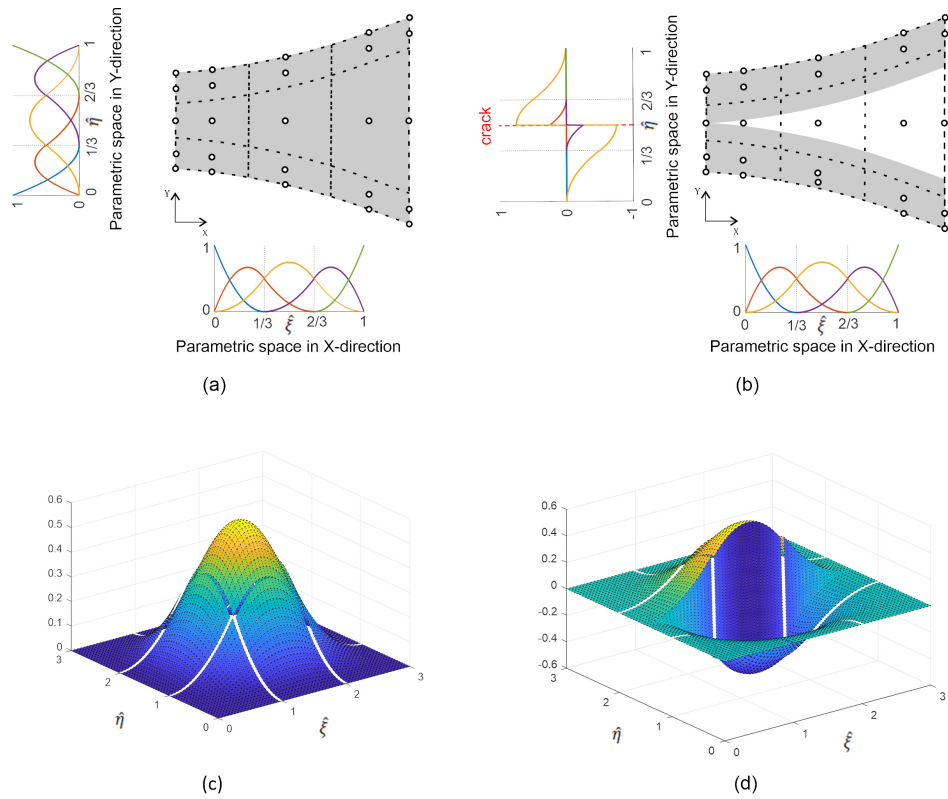 Parametric space in Y-direction
1
2/3
η̂
1/3
0
1
0
Y
X
1
0
0
1/3
ξ̂
2/3
1
Parametric space in X-direction
(a)
crack
Parametric space in Y-direction
1
2/3
η̂
1/3
0
1
0
-1
Y
X
1
0
0
1/3
ξ̂
2/3
1
Parametric space in X-direction
(b)
0.6
0.5
0.4
0.3
0.2
0.1
0
3
2
1
0
η̂
0
1
2
3
ξ̂
(c)
0.6
0.4
0.2
0
-0.2
-0.4
-0.6
3
2
1
0
η̂
0
1
2
3
ξ̂
(d)